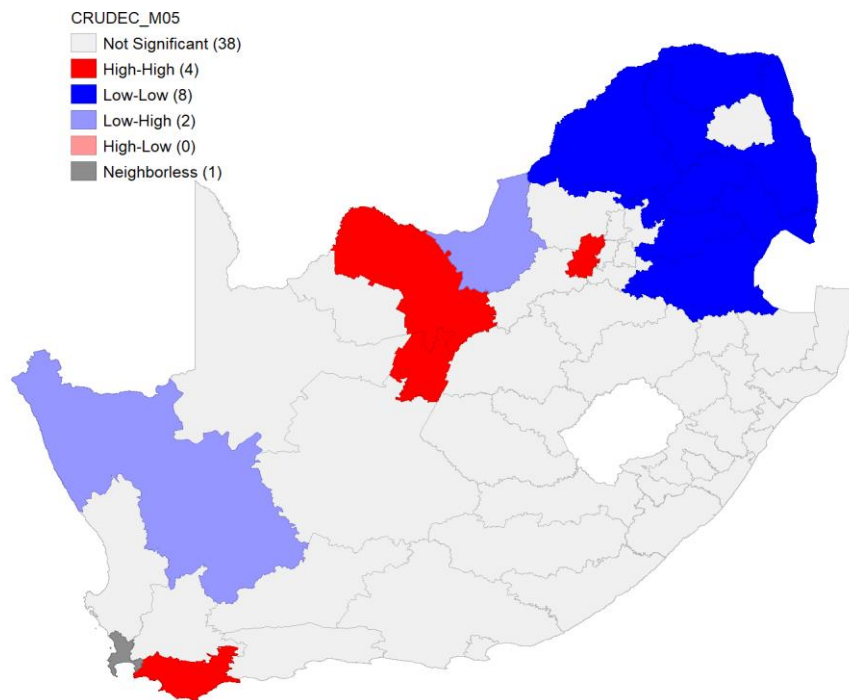 CRUDEC_M05
Not Significant (38)
High-High (4)
Low-Low (8)
Low-High (2)
High-Low (0)
Neighborless (1)